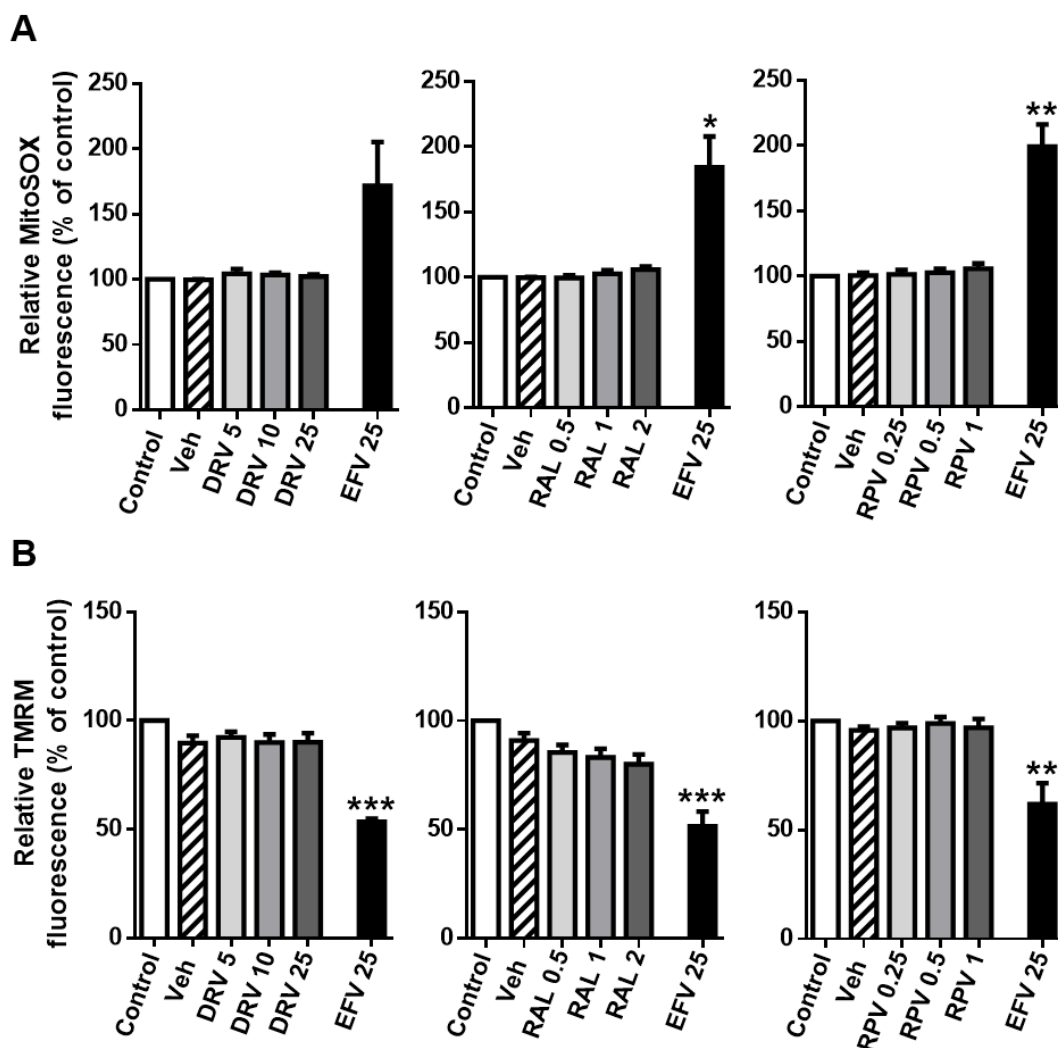 A
Relative MitoSOX
fluorescence (% of control)
250
200
150
100
50
0
Control
Veh
DRV 5
DRV 10
DRV 25
EFV 25
250
200
150
100
50
0
*
Control
Veh
RAL 0.5
RAL 1
RAL 2
EFV 25
250
200
150
100
50
0
**
Control
Veh
RPV 0.25
RPV 0.5
RPV 1
EFV 25
B
Relative TMRM
fluorescence (% of control)
150
100
50
0
***
Control
Veh
DRV 5
DRV 10
DRV 25
EFV 25
150
100
50
0
***
Control
Veh
RAL 0.5
RAL 1
RAL 2
EFV 25
150
100
50
0
**
Control
Veh
RPV 0.25
RPV 0.5
RPV 1
EFV 25